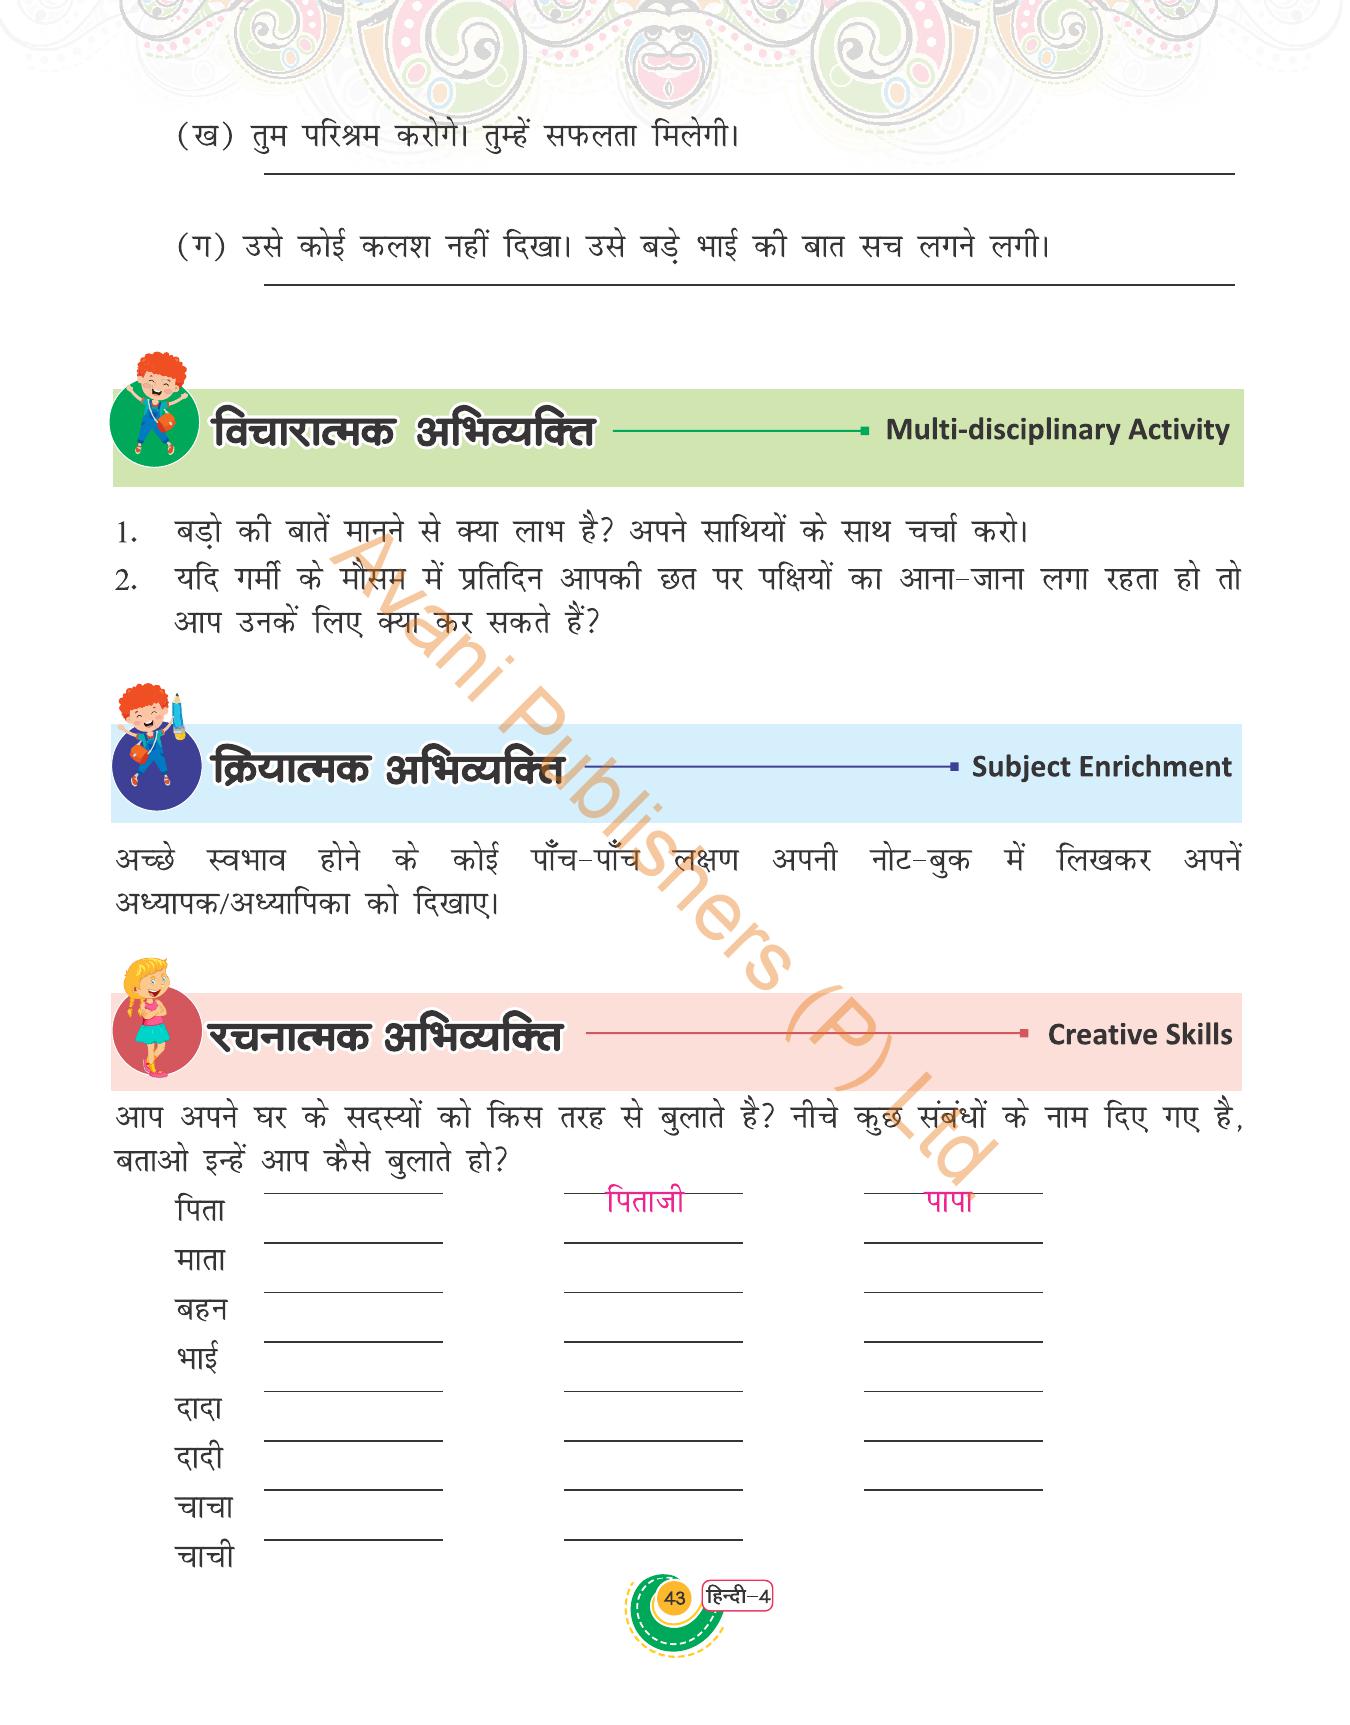 (ख) तुम परिश्रम करोगे। तुम्हें सफलता मिलेगी।
(ग) उसे कोई कलश नहीं दिखा। उसे बड़े भाई की बात सच लगने लगी।
विचारात्मक अभिव्यक्ति Multi-disciplinary Activity
1. बड़ो की बातें मानने से क्या लाभ है? अपने साथियों के साथ चर्चा करो।
2. यदि गर्मी के मौसम में प्रतिदिन आपकी छत पर पक्षियों का आना-जाना लगा रहता हो तो
आप उनकें लिए क्या कर सकते हैं?
क्रियात्मक अभिव्यक्ति Subject Enrichment
अच्छे स्वभाव होने के कोई पाँच-पाँच लक्षण अपनी नोट-बुक में लिखकर अपनें
अध्यापक/अध्यापिका को दिखाए।
रचनात्मक अभिव्यक्ति Creative Skills
आप अपने घर के सदस्यों को किस तरह से बुलाते है? नीचे कुछ संबंधों के नाम दिए गए है,
बताओ इन्हें आप कैसे बुलाते हो?
पिता पिताजी पापा
माता
बहन
भाई
दादा
दादी
चाचा
चाची
43 हिन्दी-4
Avani Publishers (P) Ltd.